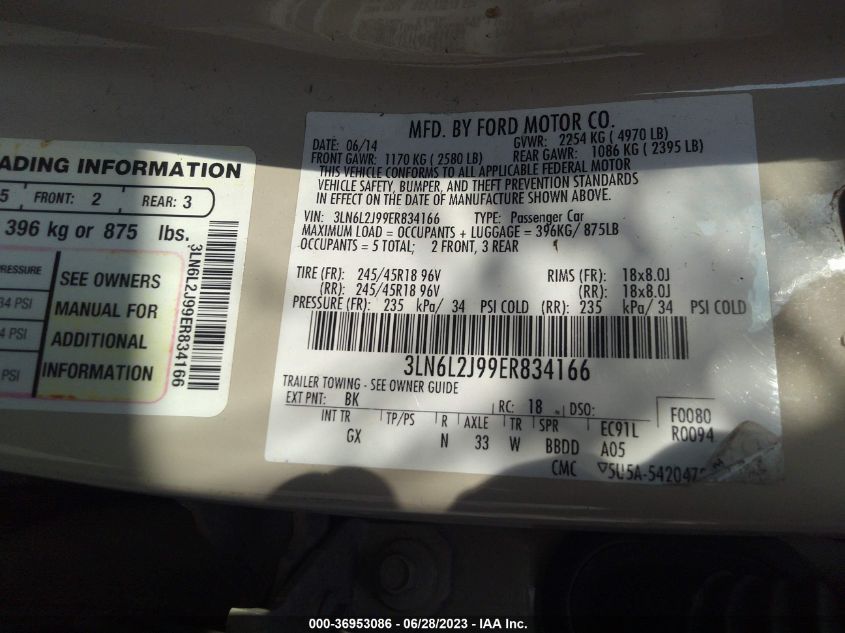 ADING INFORMATION
5 FRONT: 2 REAR: 3
396 kg or 875 lbs.
PRESSURE
34 PSI
4 PSI
SEE OWNERS
MANUAL FOR
ADDITIONAL
INFORMATION
3LN6L2J99ER834166
MFD. BY FORD MOTOR CO.
DATE: 06/14 GVWR: 2254 KG ( 4970 LB)
FRONT GAWR: 1170 KG ( 2580 LB) REAR GAWR: 1086 KG ( 2395 LB)
THIS VEHICLE CONFORMS TO ALL APPLICABLE FEDERAL MOTOR
VEHICLE SAFETY, BUMPER, AND THEFT PREVENTION STANDARDS
IN EFFECT ON THE DATE OF MANUFACTURE SHOWN ABOVE.
VIN: 3LN6L2J99ER834166 TYPE: Passenger Car
MAXIMUM LOAD = OCCUPANTS + LUGGAGE = 396KG/ 875LB
OCCUPANTS = 5 TOTAL; 2 FRONT, 3 REAR
TIRE (FR): 245/45R18 96V RIMS (FR): 18x8.0J
(RR): 245/45R18 96V (RR): 18x8.0J
PRESSURE (FR): 235 kPa/ 34 PSI COLD (RR): 235 kPa/ 34 PSI COLD
3LN6L2J99ER834166
TRAILER TOWING - SEE OWNER GUIDE
EXT PNT: BK RC: 18 DSO: F0080
INT TR TP/PS R AXLE TR SPR EC91L R0094
GX N 33 W BBDD A05
CMC 5U5A-542047
000-36953086 / 06/28/2023 - IAA Inc.